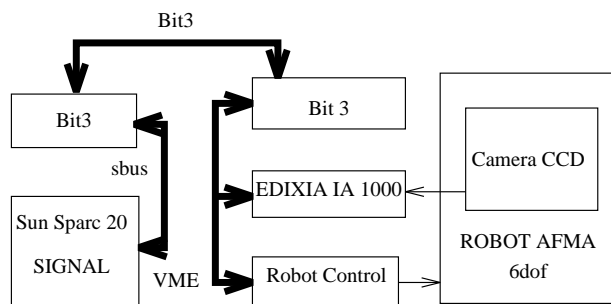 Bit3
Bit3
Bit 3
sbus
Camera CCD
EDIXIA IA 1000
Sun Sparc 20
SIGNAL
VME
Robot Control
ROBOT AFMA
6dof